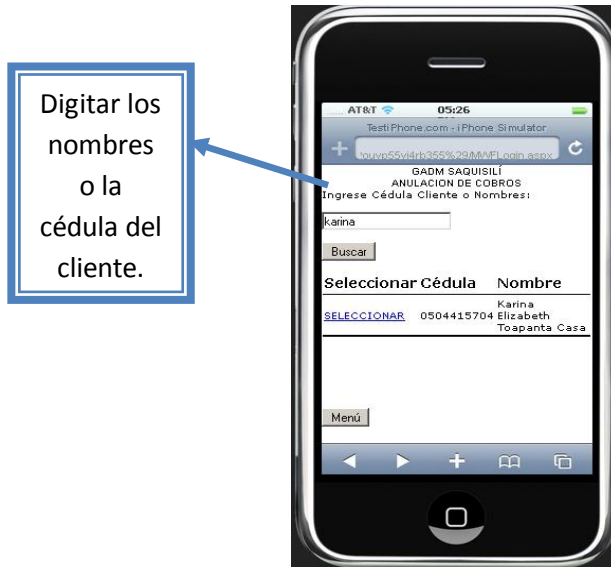 Digitar los
nombres
o la
cédula del
cliente.
AT&T 05:26
TestiPhone.com - iPhone Simulator
GADM SAQUISILÍ
ANULACION DE COBROS
Ingrese Cédula Cliente o Nombres:
karina
Buscar
Seleccionar Cédula Nombre
SELECCIONAR 0504415704 Karina
Elizabeth
Toapanta Casa
Menú